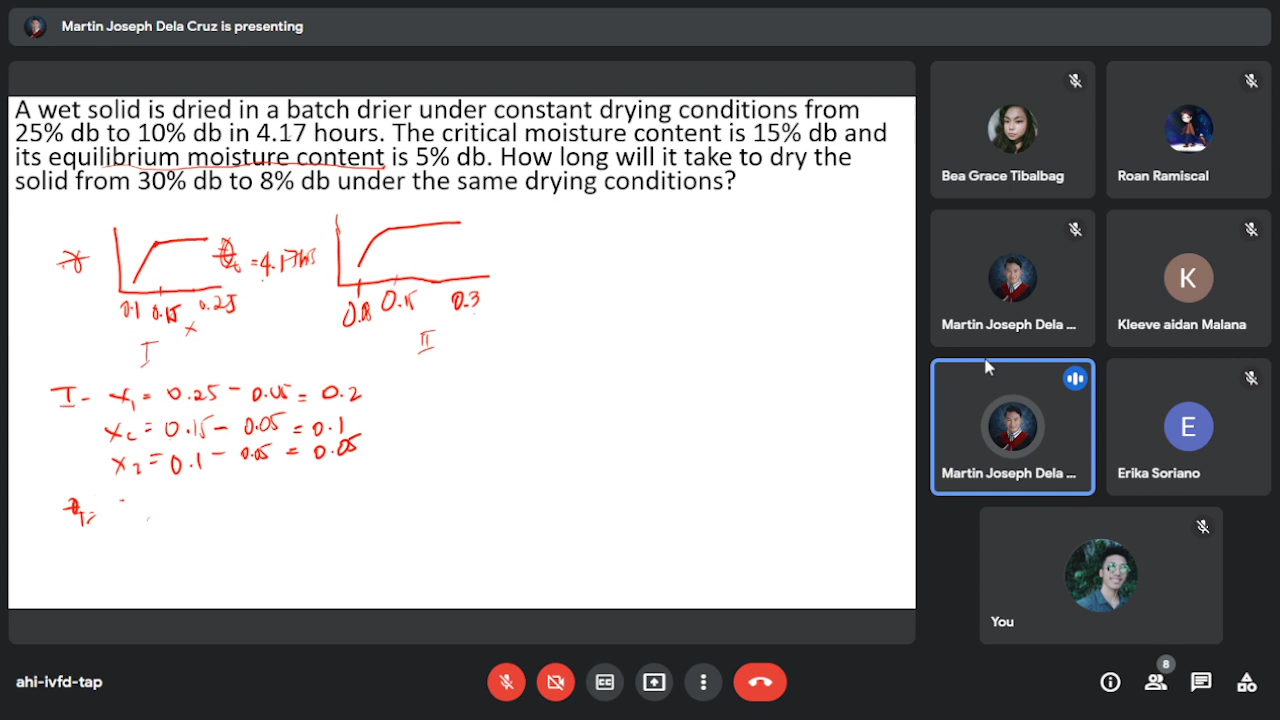 Martin Joseph Dela Cruz is presenting
A wet solid is dried in a batch drier under constant drying conditions from
25% db to 10% db in 4.17 hours. The critical moisture content is 15% db and
its equilibrium moisture content is 5% db. How long will it take to dry the
solid from 30% db to 8% db under the same drying conditions?
= 4.17hrs
0.1 0.15 0.25
x
I
0.08 0.15 0.3
II
I - x₁ = 0.25 - 0.05 = 0.2
xc = 0.15 - 0.05 = 0.1
x₂ = 0.1 - 0.05 = 0.05
Bea Grace Tibalbag
Roan Ramiscal
Martin Joseph Dela ...
K
Kleeve aidan Malana
Martin Joseph Dela ...
E
Erika Soriano
You
ahi-ivfd-tap
CC
8